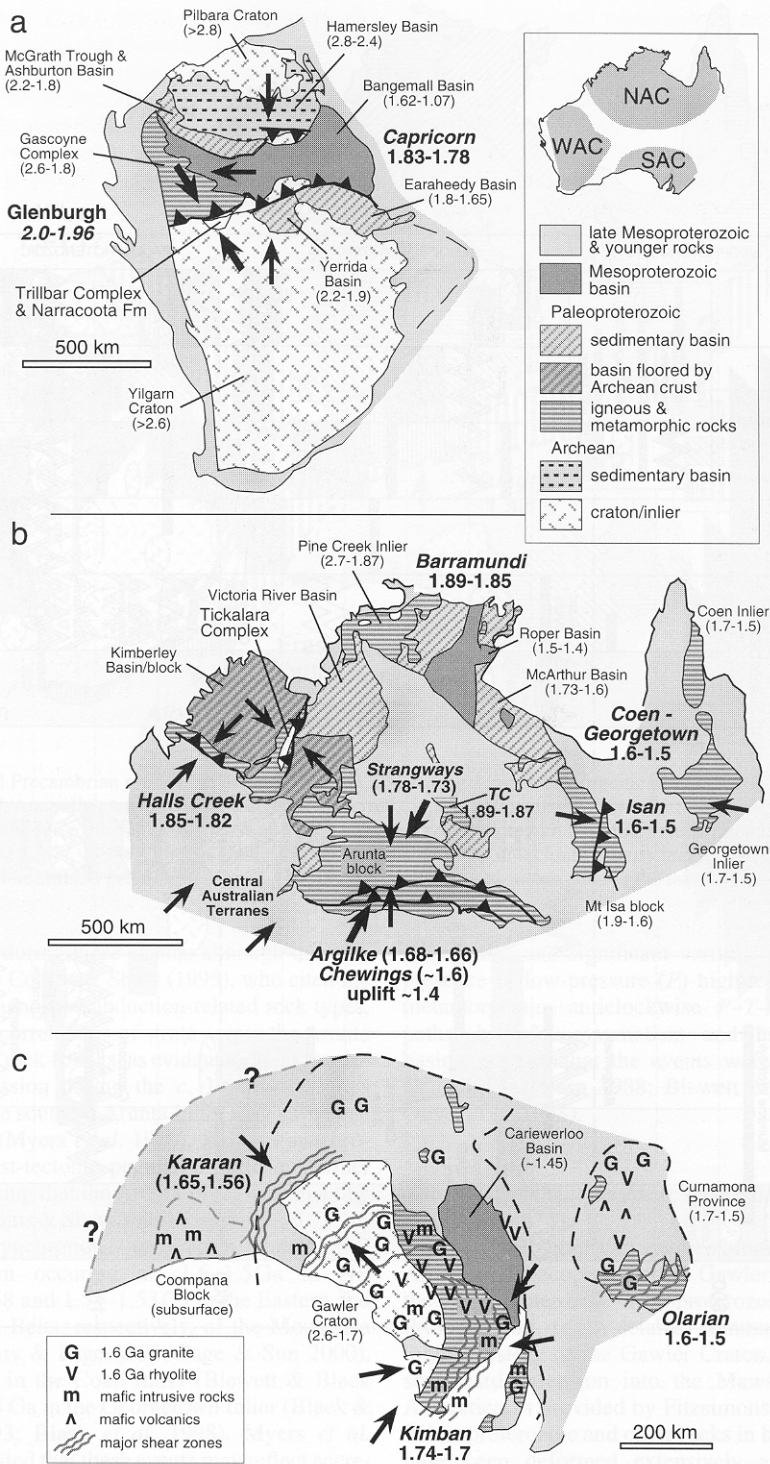 a
Pilbara Craton
(>2.8)
Hamersley Basin
(2.8-2.4)
McGrath Trough &
Ashburton Basin
(2.2-1.8)
Bangemall Basin
(1.62-1.07)
Gascoyne
Complex
(2.6-1.8)
Capricorn
1.83-1.78
Earaheedy Basin
(1.8-1.65)
Glenburgh
2.0-1.96
Yerrida
Basin
(2.2-1.9)
Trillbar Complex
& Narracoota Fm
500 km
Yilgarn
Craton
(>2.6)
NAC
WAC
SAC
late Mesoproterozoic
& younger rocks
Mesoproterozoic
basin
Paleoproterozoic
sedimentary basin
basin floored by
Archean crust
igneous &
metamorphic rocks
Archean
sedimentary basin
craton/inlier
b
Pine Creek Inlier
(2.7-1.87)
Barramundi
1.89-1.85
Victoria River Basin
Tickalara
Complex
Kimberley
Basin/block
Coen Inlier
(1.7-1.5)
Roper Basin
(1.5-1.4)
McArthur Basin
(1.73-1.6)
Coen -
Georgetown
1.6-1.5
Strangways
(1.78-1.73)
TC
1.89-1.87
Halls Creek
1.85-1.82
Isan
1.6-1.5
Arunta
block
Georgetown
Inlier
(1.7-1.5)
Central
Australian
Terranes
Mt Isa block
(1.9-1.6)
500 km
Argilke (1.68-1.66)
Chewings (~1.6)
uplift ~1.4
c
?
G G
Cariewerloo
Basin
(~1.45)
G
G G
V
V
Curnamona
Province
(1.7-1.5)
Kararan
(1.65,1.56)
?
m m
m
Coompana
Block
(subsurface)
Gawler
Craton
(2.6-1.7)
Olarian
1.6-1.5
Kimban
1.74-1.7
200 km
G 1.6 Ga granite
V 1.6 Ga rhyolite
m mafic intrusive rocks
ʌ mafic volcanics
major shear zones